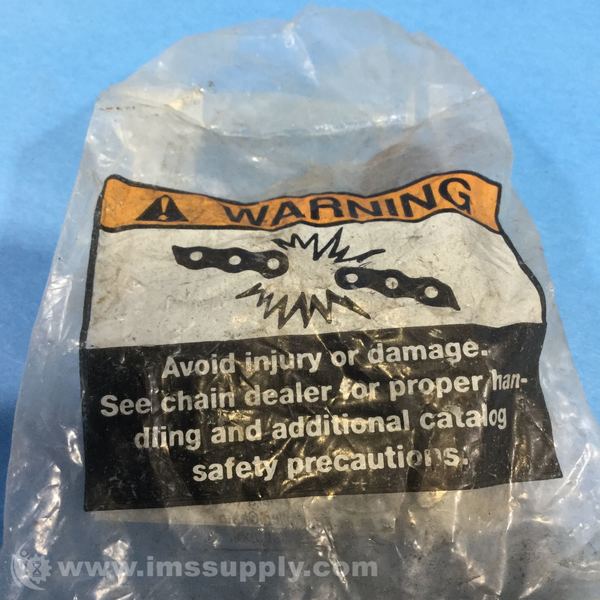 WARNING
Avoid injury or damage.
See chain dealer for proper han-
dling and additional catalog
safety precautions.
www.imssupply.com